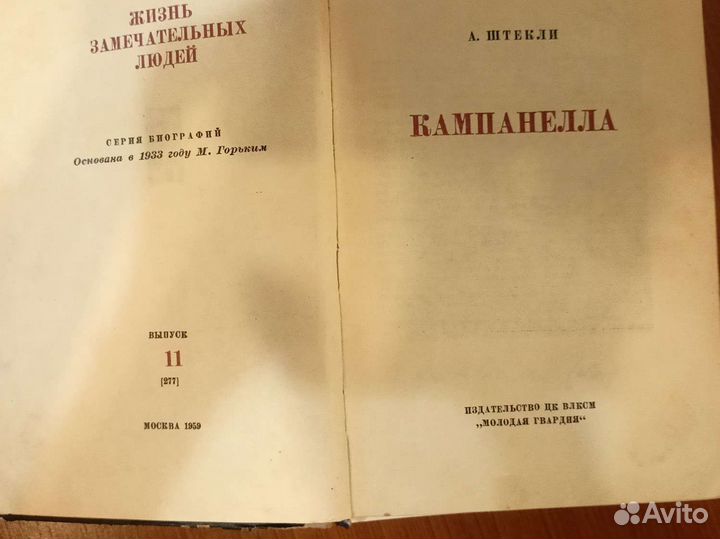 ЖИЗНЬ
ЗАМЕЧАТЕЛЬНЫХ
ЛЮДЕЙ
СЕРИЯ БИОГРАФИЙ
Основана в 1933 году М. Горьким
ВЫПУСК
11
[277]
МОСКВА 1959
А. ШТЕКЛИ
КАМПАНЕЛЛА
ИЗДАТЕЛЬСТВО ЦК ВЛКСМ
„МОЛОДАЯ ГВАРДИЯ“
Avito